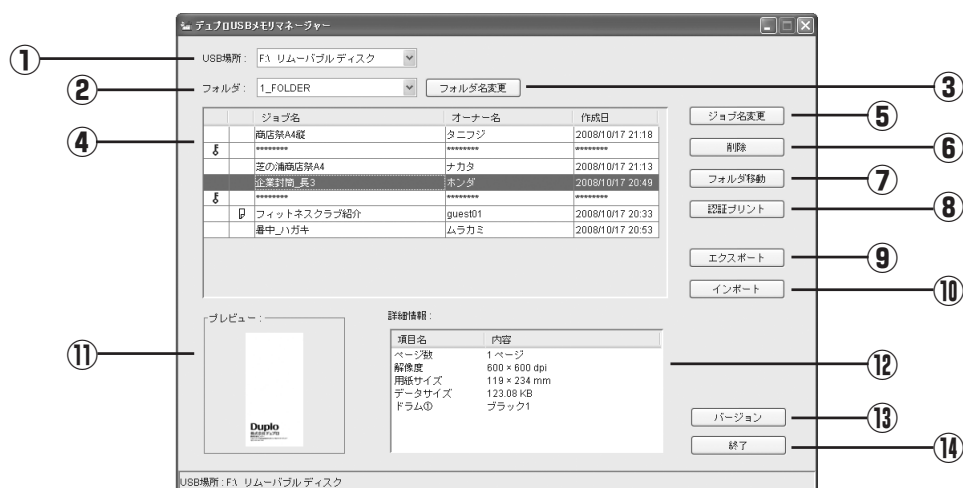 デュプロUSBメモリマネージャー
① USB場所: F:\ リムーバブル ディスク
② フォルダ: 1_FOLDER フォルダ名変更 ③
④ ジョブ名 オーナー名 作成日
商店祭A4縦 タニフジ 2008/10/17 21:18
******** ******** ********
芝の浦商店祭A4 ナカタ 2008/10/17 21:13
企業封筒_長3 ホンダ 2008/10/17 20:49
******** ******** ********
フィットネスクラブ紹介 guest01 2008/10/17 20:33
暑中_ハガキ ムラカミ 2008/10/17 20:53
ジョブ名変更 ⑤
削除 ⑥
フォルダ移動 ⑦
認証プリント ⑧
エクスポート ⑨
インポート ⑩
⑪ プレビュー:
Duplo
詳細情報:
⑫
項目名 内容
ページ数 1 ページ
解像度 600 × 600 dpi
用紙サイズ 119 × 234 mm
データサイズ 123.08 KB
ドラム① ブラック1
バージョン ⑬
終了 ⑭
USB場所 : F:\ リムーバブル ディスク